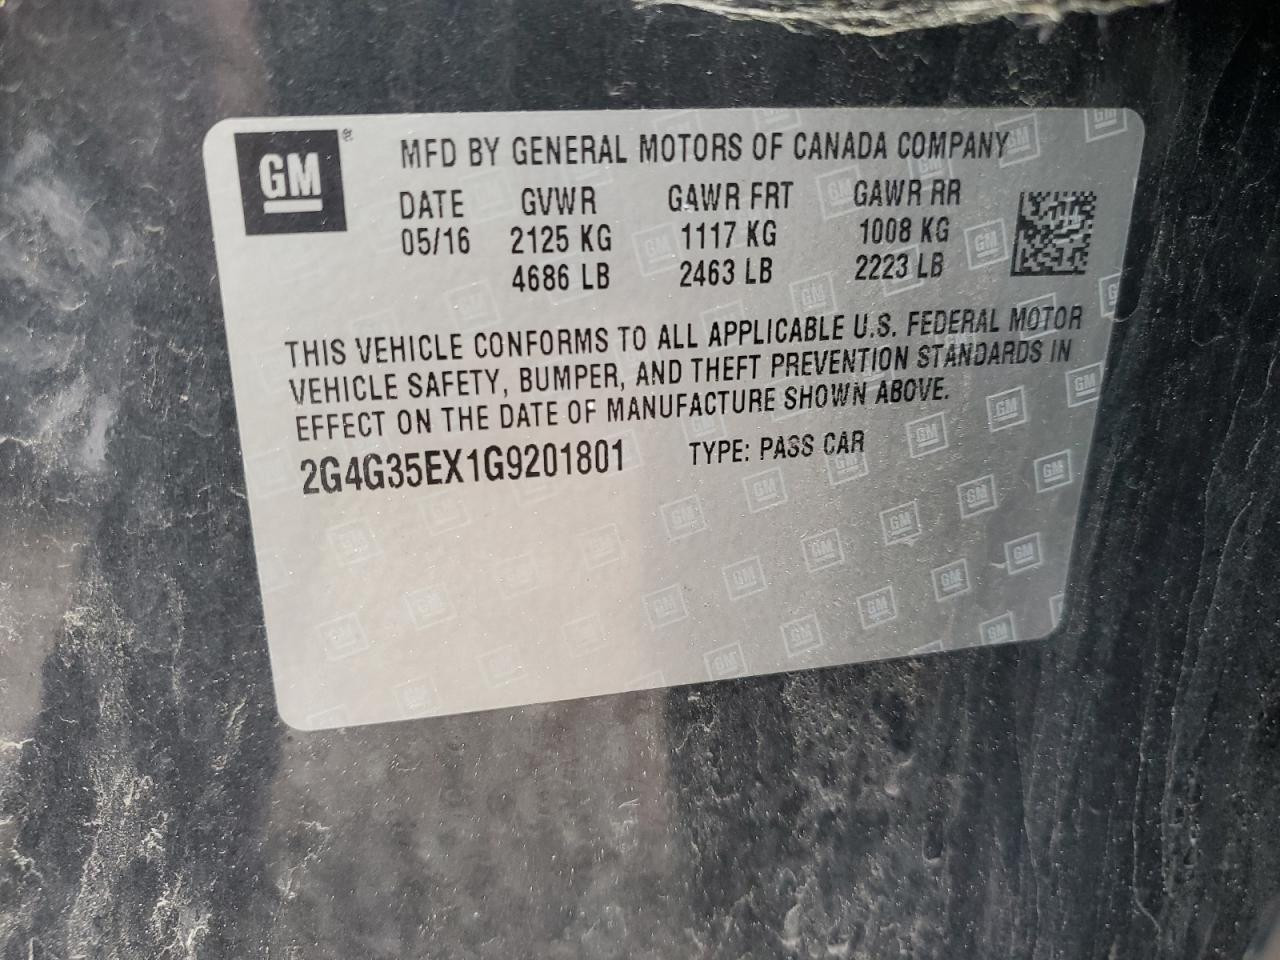 GM ®
MFD BY GENERAL MOTORS OF CANADA COMPANY
DATE GVWR GAWR FRT GAWR RR
05/16 2125 KG 1117 KG 1008 KG
4686 LB 2463 LB 2223 LB
THIS VEHICLE CONFORMS TO ALL APPLICABLE U.S. FEDERAL MOTOR
VEHICLE SAFETY, BUMPER, AND THEFT PREVENTION STANDARDS IN
EFFECT ON THE DATE OF MANUFACTURE SHOWN ABOVE.
2G4G35EX1G9201801 TYPE: PASS CAR